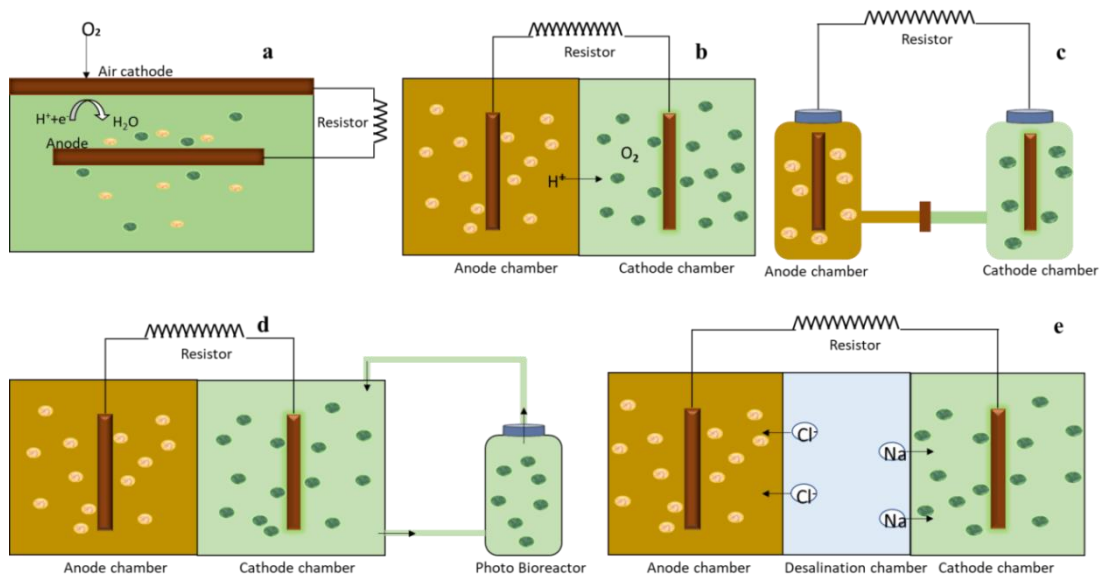 a
O₂
Air cathode
H⁺+e⁻
H₂O
Anode
Resistor
b
Resistor
O₂
H⁺
Anode chamber
Cathode chamber
c
Resistor
Anode chamber
Cathode chamber
d
Resistor
Anode chamber
Cathode chamber
Photo Bioreactor
e
Resistor
Cl⁻
Na
Cl⁻
Na
Anode chamber
Desalination chamber
Cathode chamber